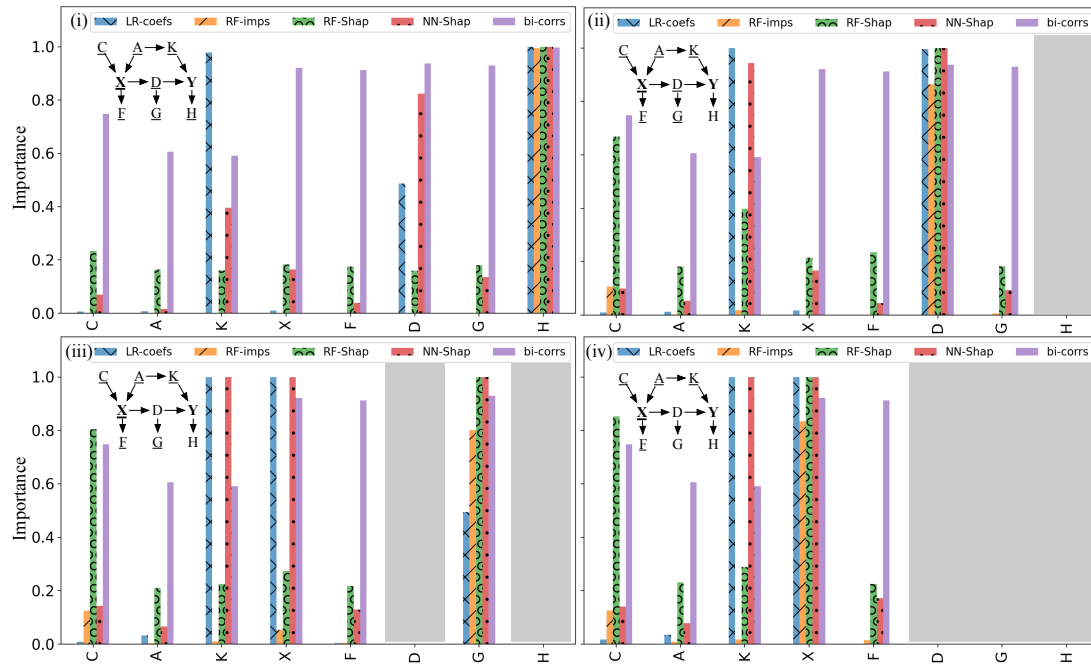 (i) LR-coefs RF-imps RF-Shap NN-Shap bi-corrs
C A K
X D Y
F G H
Importance
1.0
0.8
0.6
0.4
0.2
0.0
C A K X F D G H
(ii) LR-coefs RF-imps RF-Shap NN-Shap bi-corrs
C A K
X D Y
F G H
C A K X F D G H
(iii) LR-coefs RF-imps RF-Shap NN-Shap bi-corrs
C A K
X D Y
F G H
Importance
1.0
0.8
0.6
0.4
0.2
0.0
C A K X F D G H
(iv) LR-coefs RF-imps RF-Shap NN-Shap bi-corrs
C A K
X D Y
F G H
C A K X F D G H